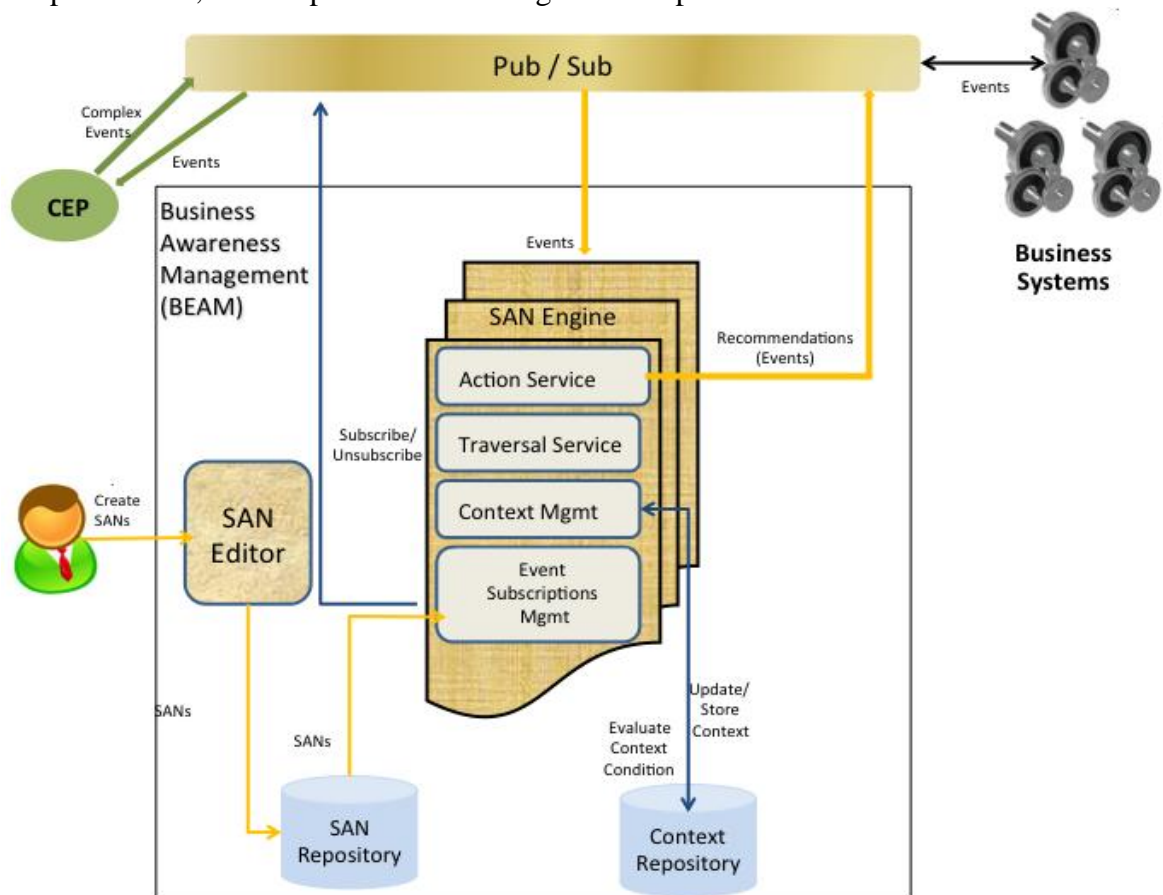 Pub / Sub
Events
Complex
Events
Events
CEP
Business
Awareness
Management
(BEAM)
Events
Business
Systems
SAN Engine
Recommendations
(Events)
Action Service
Subscribe/
Unsubscribe
Traversal Service
Create
SANs
SAN
Editor
Context Mgmt
Event
Subscriptions
Mgmt
SANs
SANs
Update/
Store
Context
Evaluate
Context
Condition
SAN
Repository
Context
Repository